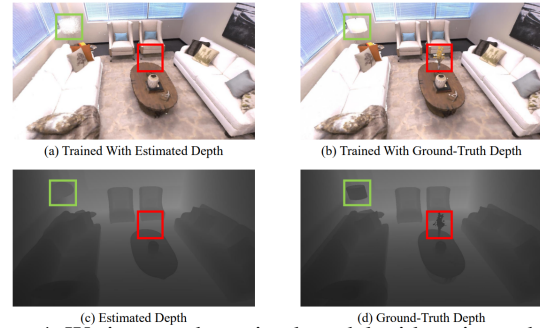 (a) Trained With Estimated Depth
(b) Trained With Ground-Truth Depth
(c) Estimated Depth
(d) Ground-Truth Depth